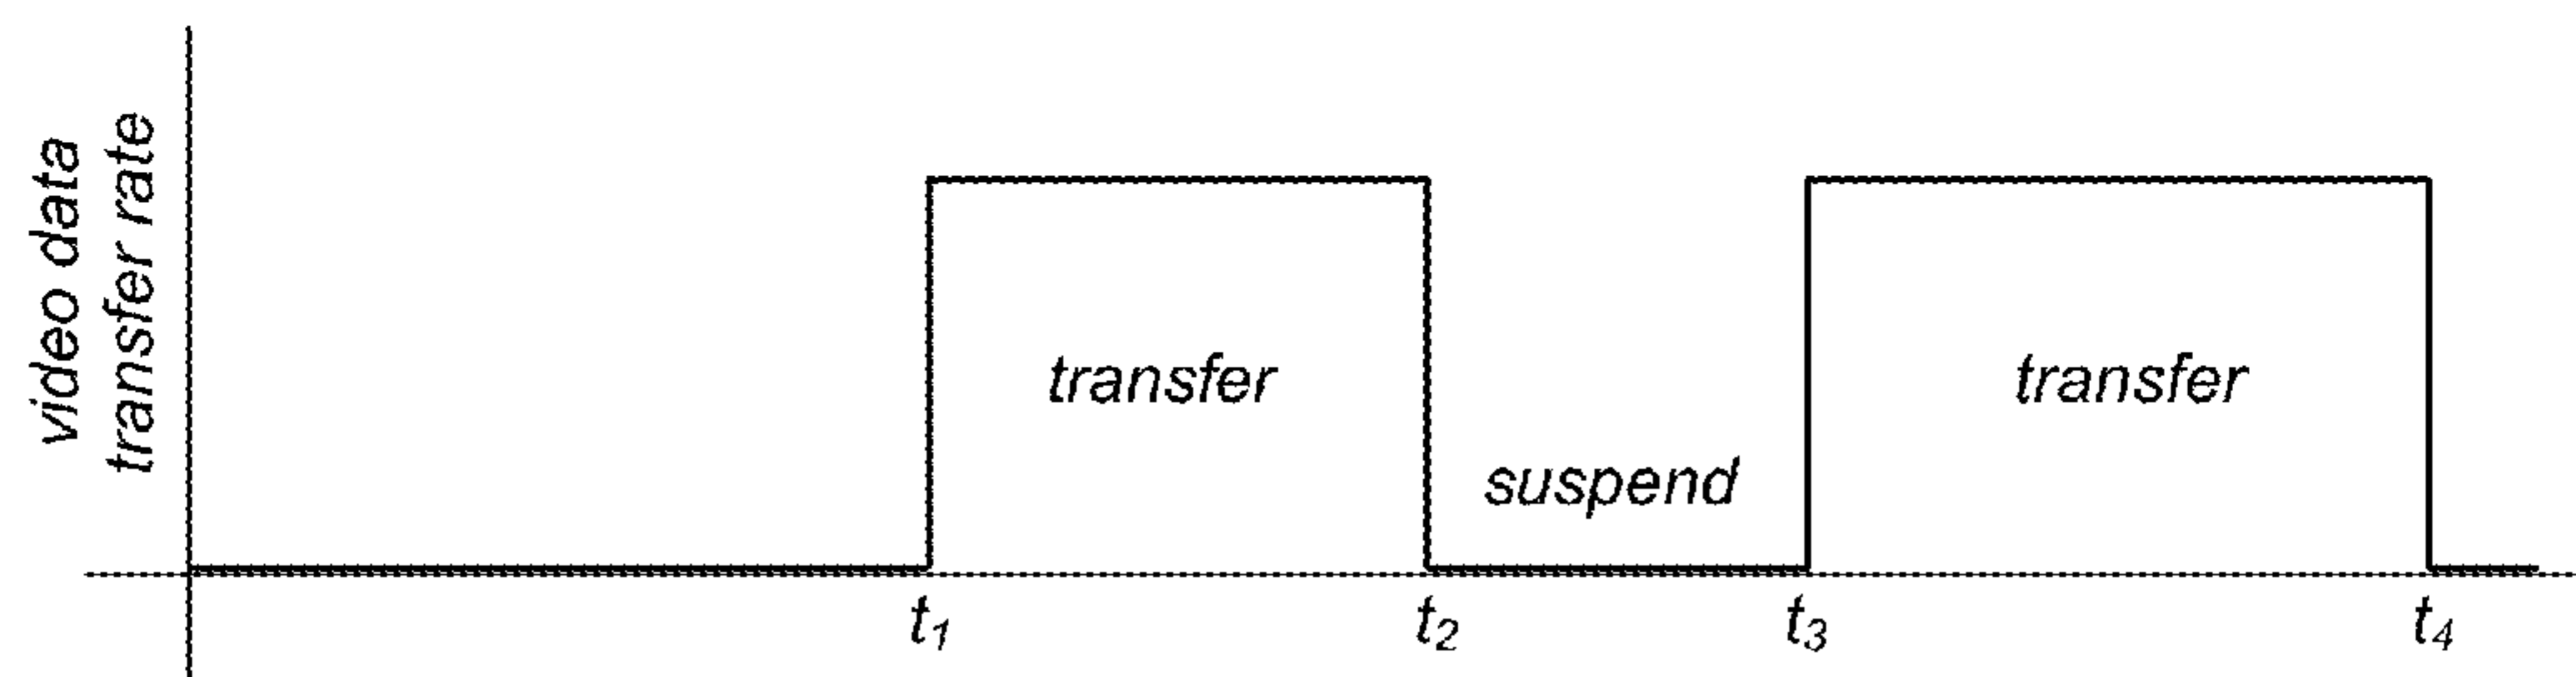 video data
transfer rate
transfer
transfer
suspend
t1
t2
t3
t4